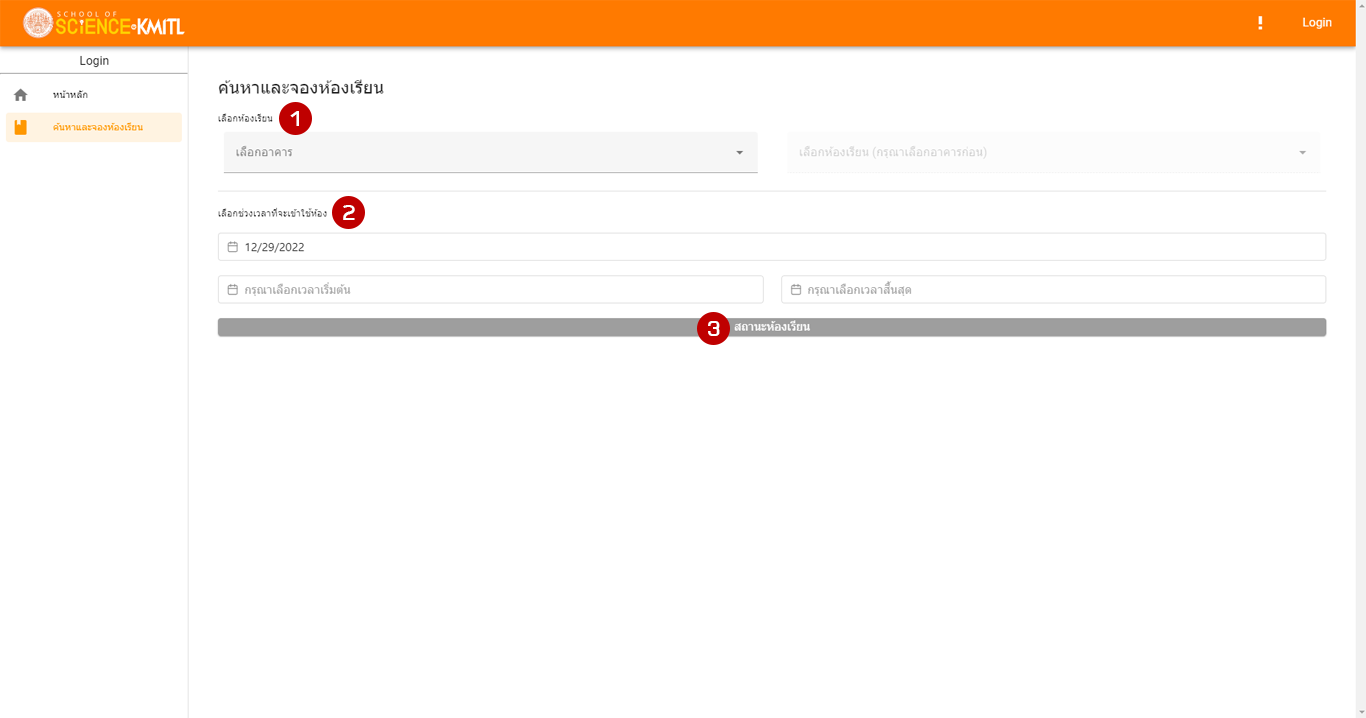 SCHOOL OF
SCIENCE KMITL
Login
Login
หน้าหลัก
ค้นหาและจองห้องเรียน
ค้นหาและจองห้องเรียน
เลือกห้องเรียน 1
เลือกอาคาร
เลือกห้องเรียน (กรุณาเลือกอาคารก่อน)
เลือกช่วงเวลาที่จะเข้าใช้ห้อง 2
12/29/2022
กรุณาเลือกเวลาเริ่มต้น
กรุณาเลือกเวลาสิ้นสุด
3 สถานะห้องเรียน